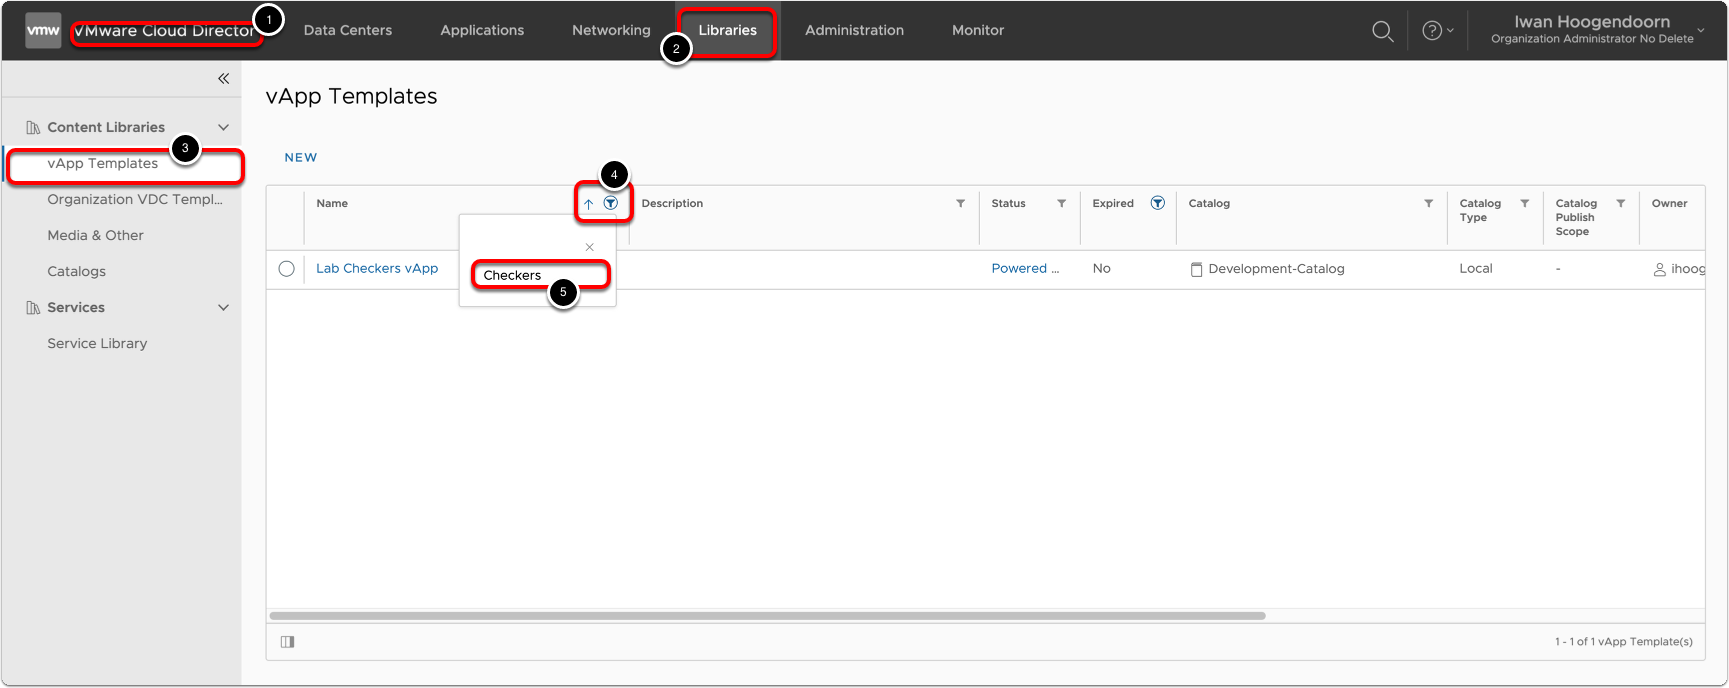 vmw
VMware Cloud Director
1
Data Centers
Applications
Networking
2
Libraries
Administration
Monitor
?
Iwan Hoogendoorn
Organization Administrator No Delete
Content Libraries
3
vApp Templates
Organization VDC Templ...
Media & Other
Catalogs
Services
Service Library
vApp Templates
NEW
4
Name
Description
Status
Expired
Catalog
Catalog
Type
Catalog
Publish
Scope
Owner
Checkers
5
Lab Checkers vApp
Powered ...
No
Development-Catalog
Local
-
ihoog
1 - 1 of 1 vApp Template(s)